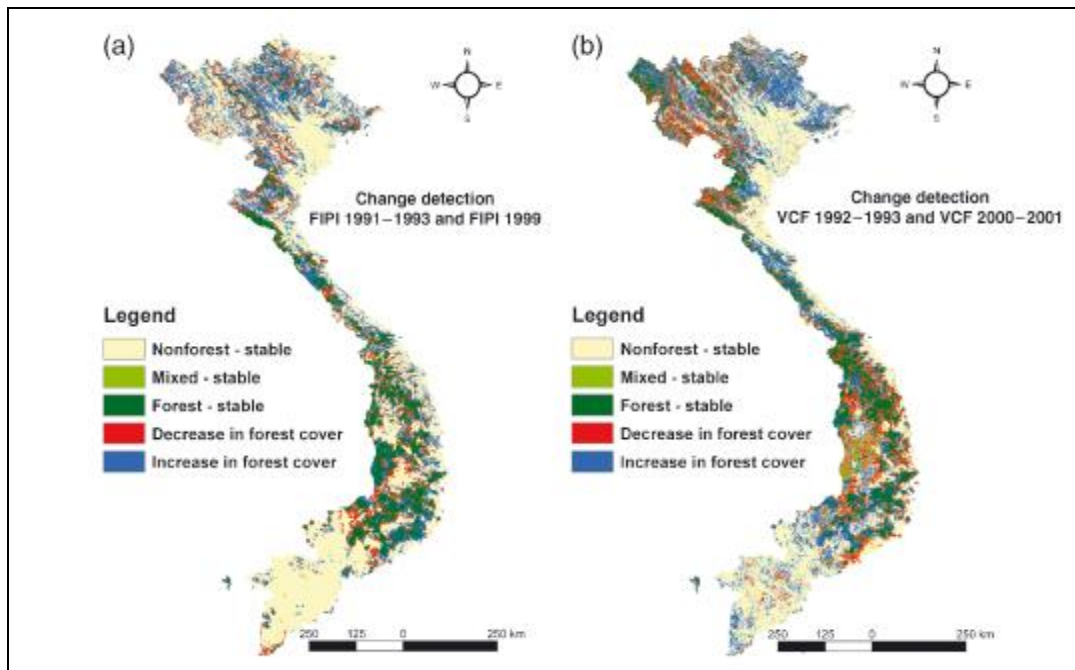 (a)
N
W E
S
Change detection
FIPI 1991–1993 and FIPI 1999
Legend
Nonforest - stable
Mixed - stable
Forest - stable
Decrease in forest cover
Increase in forest cover
250 125 0 250 km
(b)
N
W E
S
Change detection
VCF 1992–1993 and VCF 2000–2001
Legend
Nonforest - stable
Mixed - stable
Forest - stable
Decrease in forest cover
Increase in forest cover
250 125 0 250 km